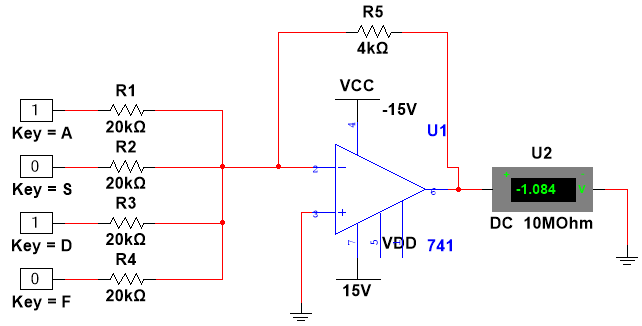 R5
4kΩ
VCC
-15V
4
U1
1
Key = A
R1
20kΩ
0
Key = S
R2
20kΩ
1
Key = D
R3
20kΩ
0
Key = F
R4
20kΩ
2
3
6
7
5
VDD
741
15V
U2
+ -
-1.084 V
DC 10MOhm